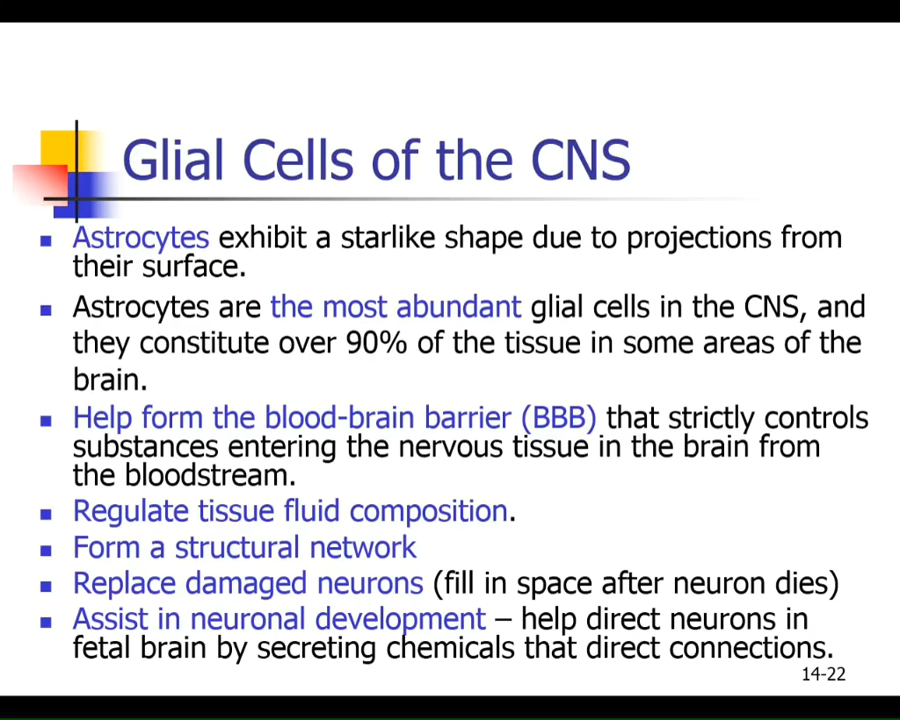 Glial Cells of the CNS
Astrocytes exhibit a starlike shape due to projections from
their surface.
Astrocytes are the most abundant glial cells in the CNS, and
they constitute over 90% of the tissue in some areas of the
brain.
Help form the blood-brain barrier (BBB) that strictly controls
substances entering the nervous tissue in the brain from
the bloodstream.
Regulate tissue fluid composition.
Form a structural network
Replace damaged neurons (fill in space after neuron dies)
Assist in neuronal development – help direct neurons in
fetal brain by secreting chemicals that direct connections.
14-22